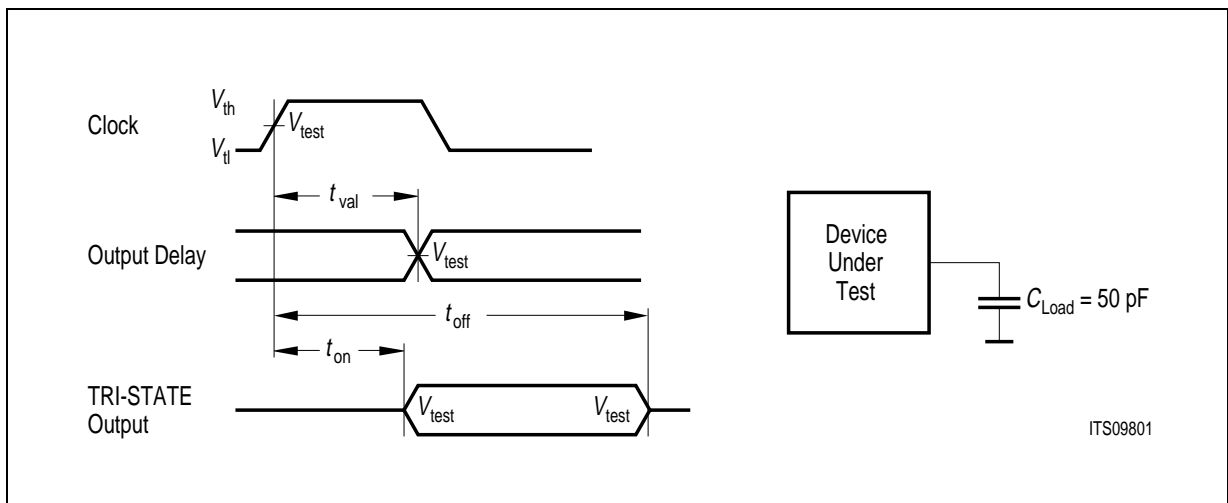 Clock
Vth
Vtl
Vtest
tval
Output Delay
Vtest
toff
ton
TRI-STATE
Output
Vtest
Vtest
Device
Under
Test
CLoad = 50 pF
ITS09801